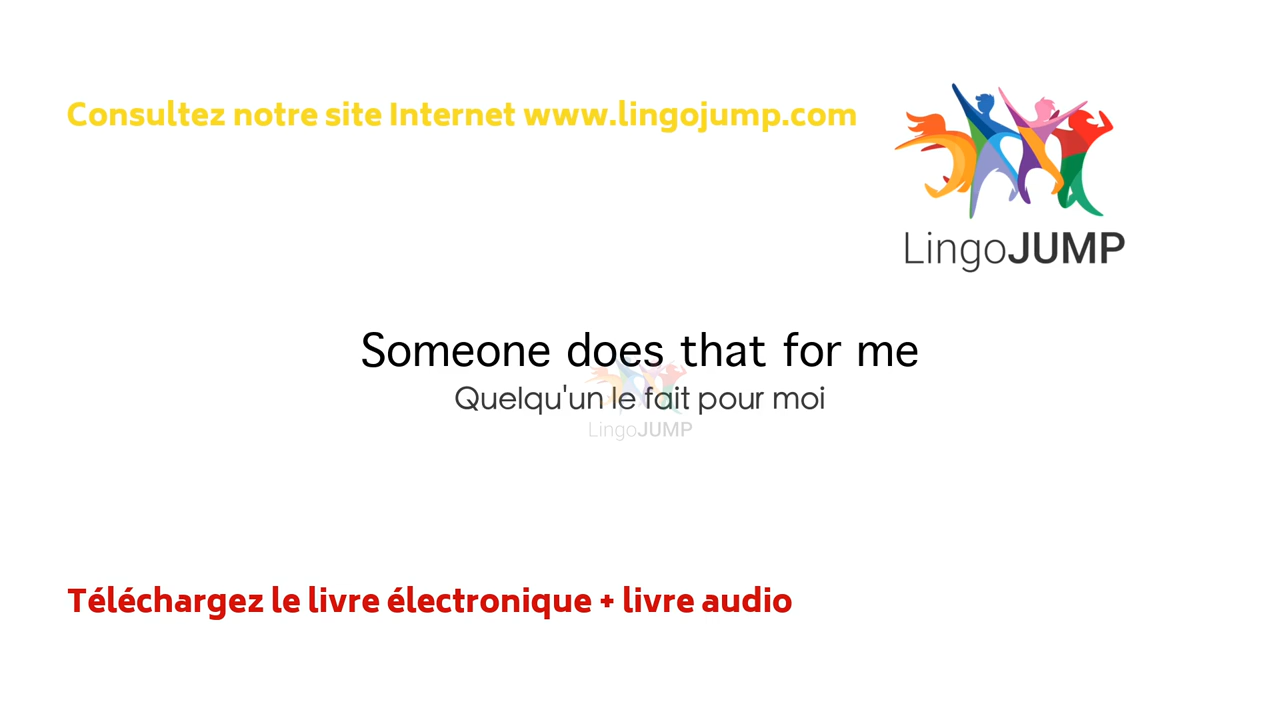 Consultez notre site Internet www.lingojump.com
LingoJUMP
Someone does that for me
Quelqu'un le fait pour moi
LingoJUMP
Téléchargez le livre électronique + livre audio